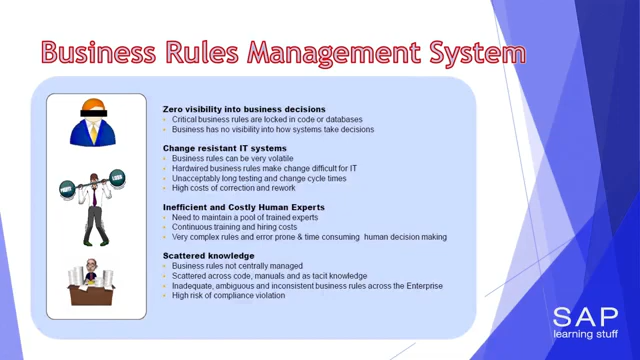 Business Rules Management System
Zero visibility into business decisions
Critical business rules are locked in code or databases
Business has no visibility into how systems take decisions
Change resistant IT systems
Business rules can be very volatile
Hardwired business rules make change difficult for IT
Unacceptably long testing and change cycle times
High costs of correction and rework
Inefficient and Costly Human Experts
Need to maintain a pool of trained experts
Continuous training and hiring costs
Very complex rules and error prone & time consuming human decision making
Scattered knowledge
Business rules not centrally managed
Scattered across code, manuals and as tacit knowledge
Inadequate, ambiguous and inconsistent business rules across the Enterprise
High risk of compliance violation
SAP
learning stuff